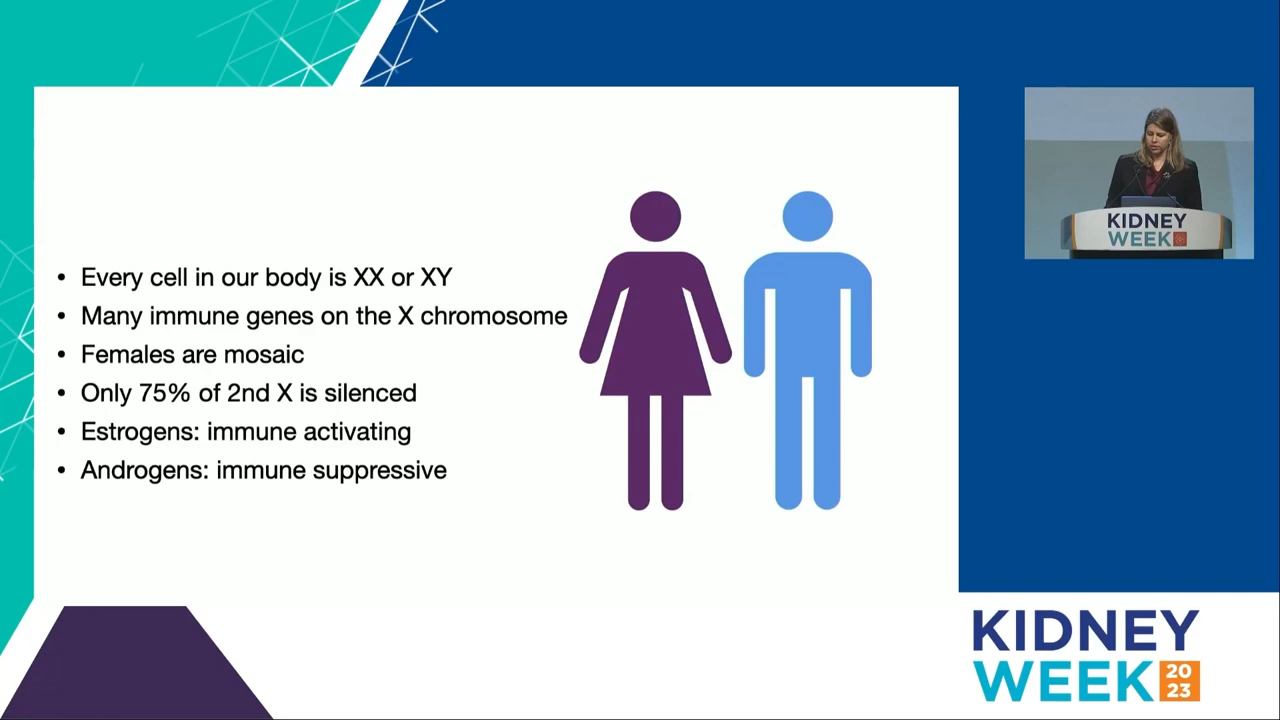 • Every cell in our body is XX or XY
• Many immune genes on the X chromosome
• Females are mosaic
• Only 75% of 2nd X is silenced
• Estrogens: immune activating
• Androgens: immune suppressive
KIDNEY
WEEK
KIDNEY
WEEK 20
23